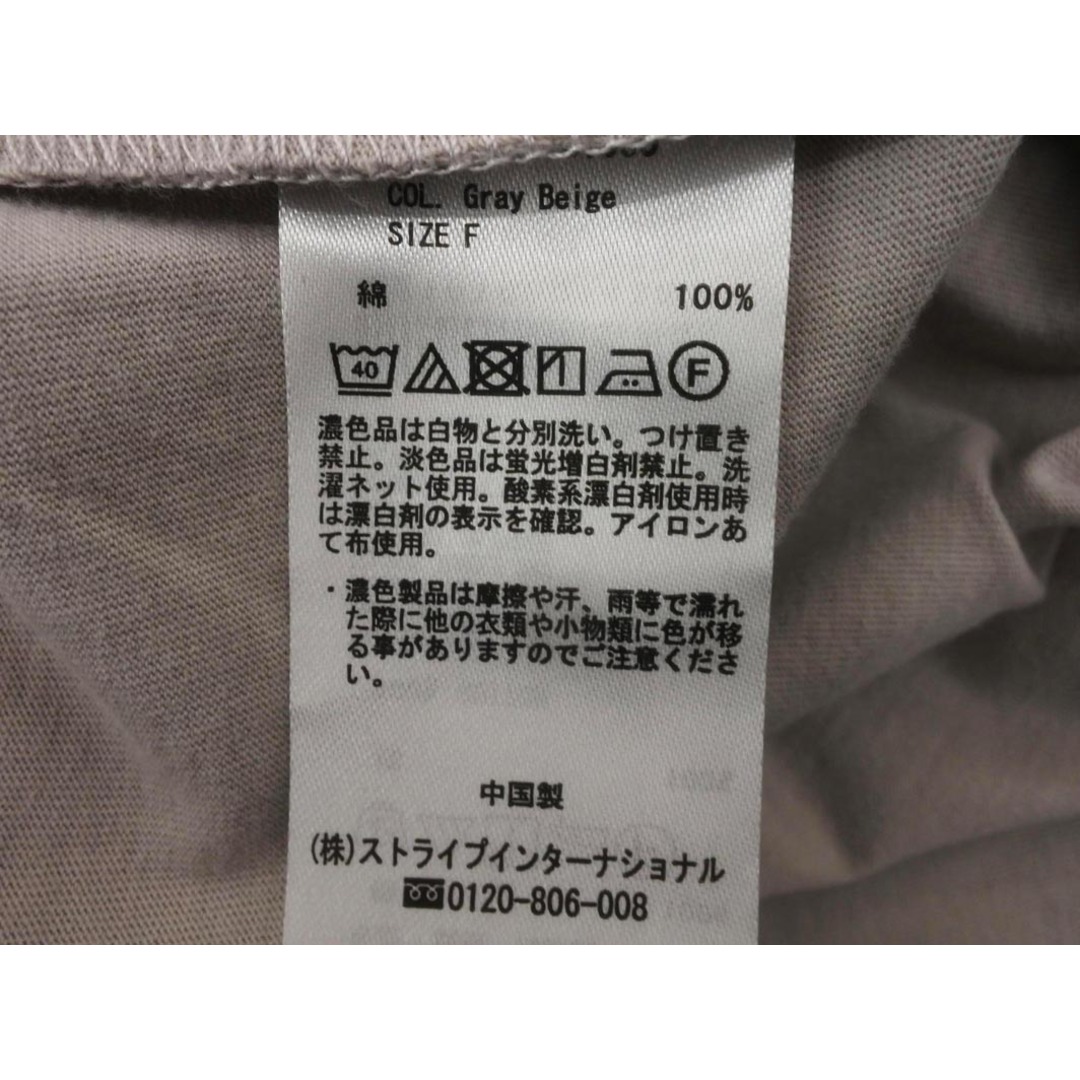 COL. Gray Beige
SIZE F
綿 100%
40 F
濃色品は白物と分別洗い。つけ置き
禁止。淡色品は蛍光増白剤禁止。洗
濯ネット使用。酸素系漂白剤使用時
は漂白剤の表示を確認。アイロンあ
て布使用。
・濃色製品は摩擦や汗、雨等で濡れ
た際に他の衣類や小物類に色が移
る事がありますのでご注意くださ
い。
中国製
(株)ストライプインターナショナル
0120-806-008